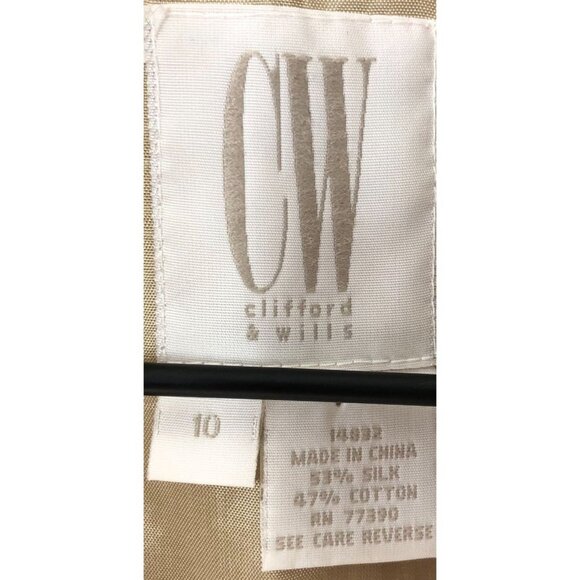 CW
clifford
& wills
10
14832
MADE IN CHINA
53% SILK
47% COTTON
RN 77390
SEE CARE REVERSE